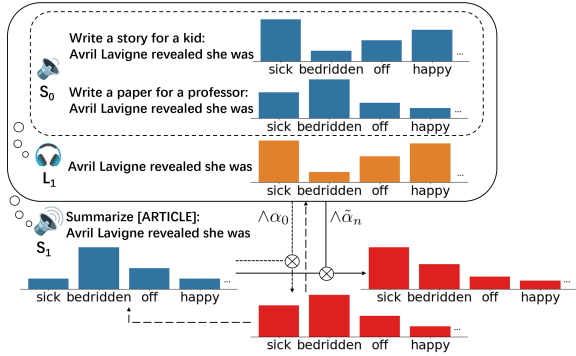 Write a story for a kid:
Avril Lavigne revealed she was
sick bedridden off happy ...
S₀
Write a paper for a professor:
Avril Lavigne revealed she was
sick bedridden off happy ...
L₁
Avril Lavigne revealed she was
sick bedridden off happy ...
S₁
Summarize [ARTICLE]:
Avril Lavigne revealed she was
∧α₀
∧α̃ₙ
sick bedridden off happy ...
sick bedridden off happy ...
sick bedridden off happy ...